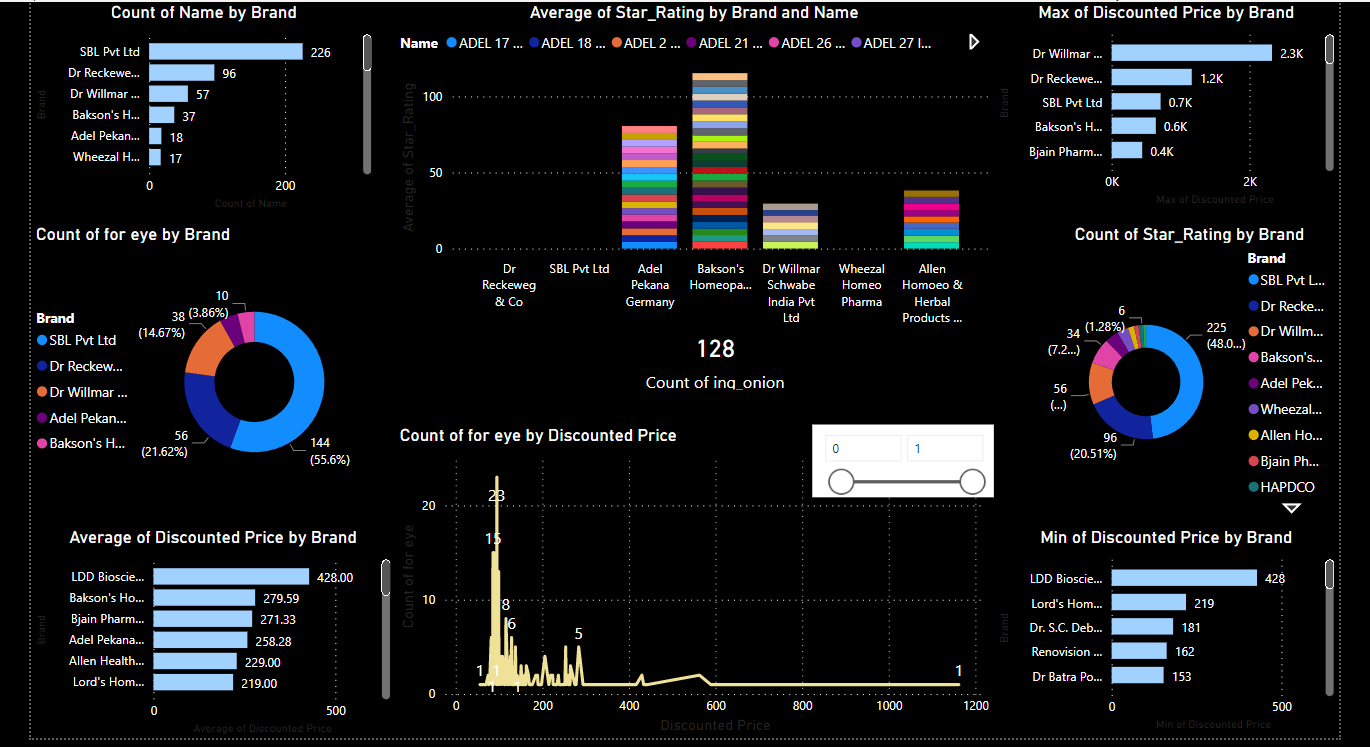 Count of Name by Brand
Brand
SBL Pvt Ltd
226
Dr Reckewe...
96
Dr Willmar ...
57
Bakson's H...
37
Adel Pekan...
18
Wheezal H...
17
0
200
Count of Name
Average of Star_Rating by Brand and Name
Name
ADEL 17 ...
ADEL 18 ...
ADEL 2 ...
ADEL 21 ...
ADEL 26 ...
ADEL 27 I...
Average of Star_Rating
100
50
0
Dr
Reckeweg
& Co
SBL Pvt Ltd
Adel
Pekana
Germany
Bakson's
Homeopa...
Dr Willmar
Schwabe
India Pvt
Ltd
Wheezal
Homeo
Pharma
Allen
Homoeo &
Herbal
Products ...
Max of Discounted Price by Brand
Brand
Dr Willmar ...
2.3K
Dr Reckewe...
1.2K
SBL Pvt Ltd
0.7K
Bakson's H...
0.6K
Bjain Pharm...
0.4K
0K
2K
Max of Discounted Price
Count of for eye by Brand
Brand
SBL Pvt Ltd
Dr Reckew...
Dr Willmar ...
Adel Pekan...
Bakson's H...
10
(3.86%)
38
(14.67%)
56
(21.62%)
144
(55.6%)
128
Count of ing_onion
Count of Star_Rating by Brand
Brand
SBL Pvt L...
Dr Recke...
Dr Willm...
Bakson's...
Adel Pek...
Wheezal...
Allen Ho...
Bjain Ph...
HAPDCO
6
(1.28%)
34
(7.2...)
56
(...)
96
(20.51%)
225
(48.0...)
Count of for eye by Discounted Price
0
1
Count of for eye
20
10
0
23
15
8
6
5
1
1
1
1
1
0
200
400
600
800
1000
1200
Discounted Price
Average of Discounted Price by Brand
Brand
LDD Bioscie...
428.00
Bakson's Ho...
279.59
Bjain Pharm...
271.33
Adel Pekana...
258.28
Allen Health...
229.00
Lord's Hom...
219.00
0
500
Average of Discounted Price
Min of Discounted Price by Brand
Brand
LDD Bioscie...
428
Lord's Hom...
219
Dr. S.C. Deb...
181
Renovision ...
162
Dr Batra Po...
153
0
500
Min of Discounted Price